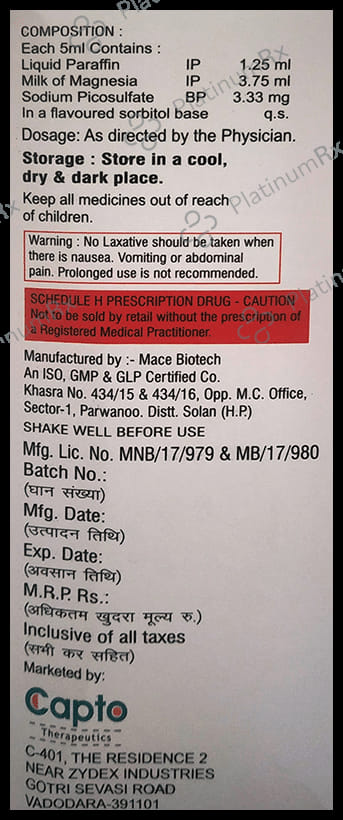 COMPOSITION :
Each 5ml Contains :
Liquid Paraffin IP 1.25 ml
Milk of Magnesia IP 3.75 ml
Sodium Picosulfate BP 3.33 mg
In a flavoured sorbitol base q.s.
Dosage: As directed by the Physician.
Storage : Store in a cool,
dry & dark place.
Keep all medicines out of reach
of children.
Warning : No Laxative should be taken when
there is nausea. Vomiting or abdominal
pain. Prolonged use is not recommended.
SCHEDULE H PRESCRIPTION DRUG - CAUTION
Not to be sold by retail without the prescription of
a Registered Medical Practitioner.
Manufactured by :- Mace Biotech
An ISO, GMP & GLP Certified Co.
Khasra No. 434/15 & 434/16, Opp. M.C. Office,
Sector-1, Parwanoo. Distt. Solan (H.P.)
SHAKE WELL BEFORE USE
Mfg. Lic. No. MNB/17/979 & MB/17/980
Batch No.:
(घान संख्या)
Mfg. Date:
(उत्पादन तिथि)
Exp. Date:
(अवसान तिथि)
M.R.P. Rs.:
(अधिकतम खुदरा मूल्य रु.)
Inclusive of all taxes
(सभी कर सहित)
Marketed by:
Capto
Therapeutics
C-401, THE RESIDENCE 2
NEAR ZYDEX INDUSTRIES
GOTRI SEVASI ROAD
VADODARA-391101
PlatinumRx
PlatinumRx
PlatinumRx